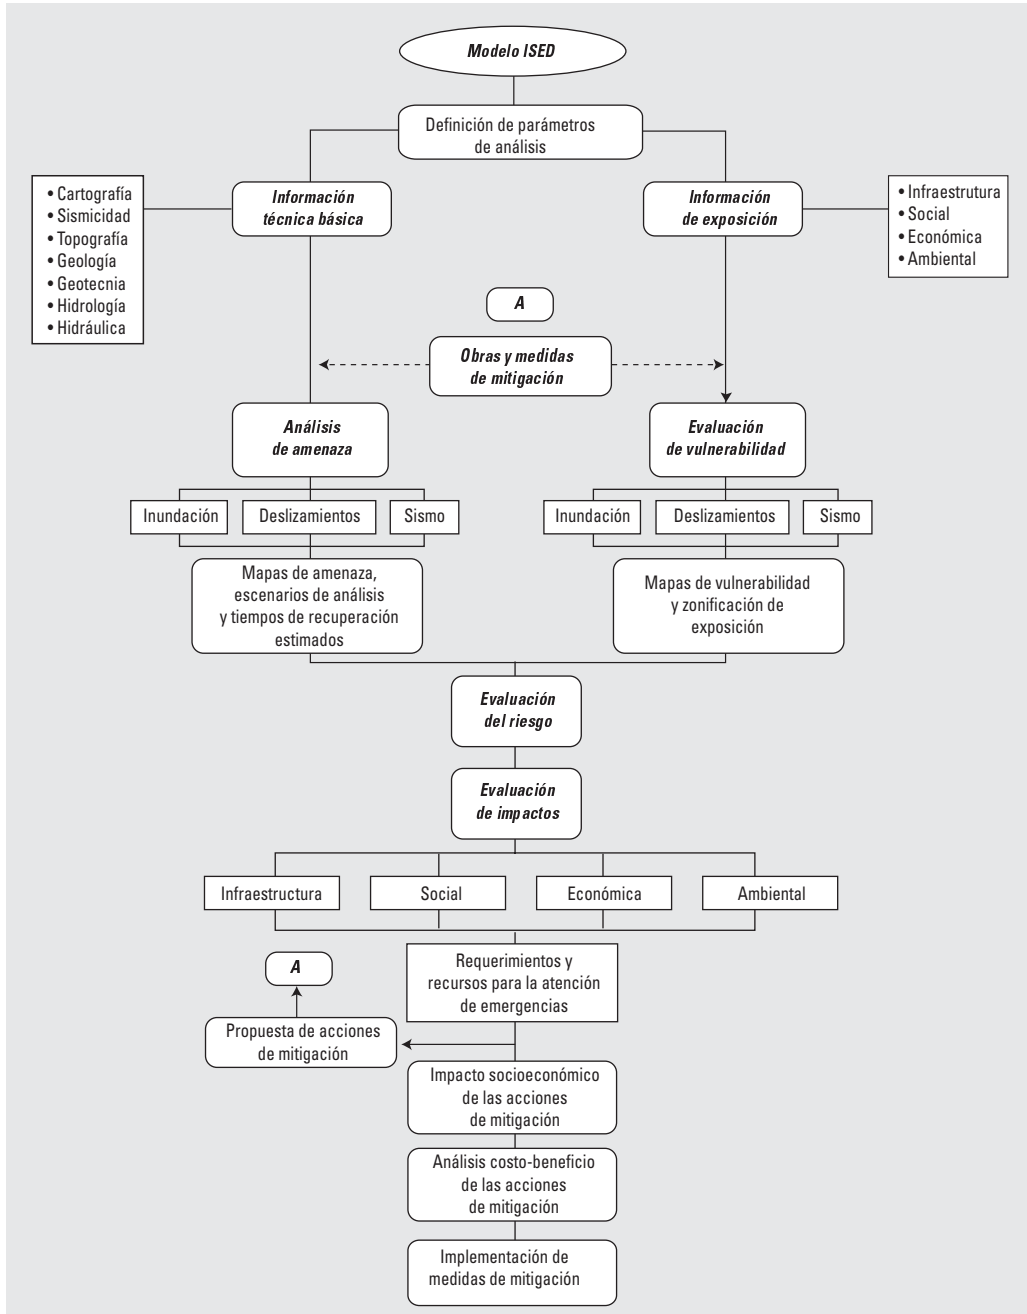 Modelo ISED
Definición de parámetros
de análisis
• Cartografía
• Sismicidad
• Topografía
• Geología
• Geotecnia
• Hidrología
• Hidráulica
Información
técnica básica
Información
de exposición
• Infraestrutura
• Social
• Económica
• Ambiental
A
Obras y medidas
de mitigación
Análisis
de amenaza
Evaluación
de vulnerabilidad
Inundación
Deslizamientos
Sismo
Inundación
Deslizamientos
Sismo
Mapas de amenaza,
escenarios de análisis
y tiempos de recuperación
estimados
Mapas de vulnerabilidad
y zonificación de
exposición
Evaluación
del riesgo
Evaluación
de impactos
Infraestructura
Social
Económica
Ambiental
Requerimientos y
recursos para la atención
de emergencias
A
Propuesta de acciones
de mitigación
Impacto socioeconómico
de las acciones
de mitigación
Análisis costo-beneficio
de las acciones
de mitigación
Implementación de
medidas de mitigación